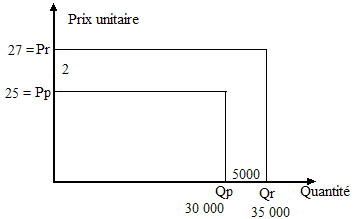 Prix unitaire
27 = Pr
2
25 = Pp
5000
Qp Qr Quantité
30 000 35 000